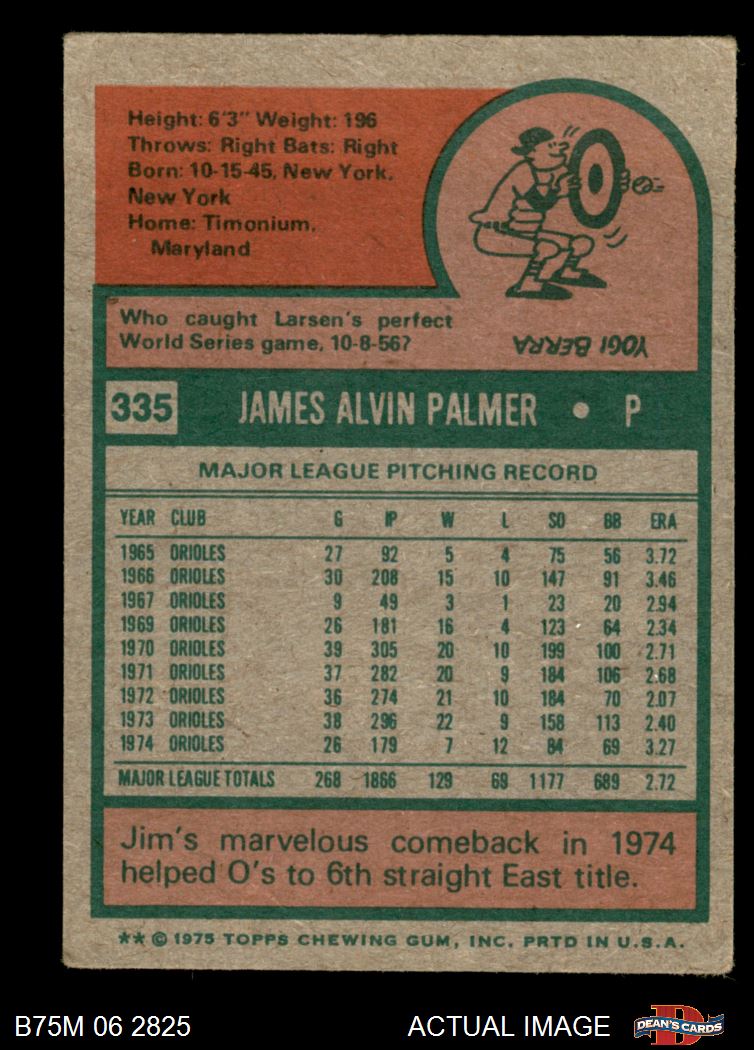 Height: 6'3" Weight: 196
Throws: Right Bats: Right
Born: 10-15-45, New York,
New York
Home: Timonium,
Maryland
Who caught Larsen's perfect
World Series game, 10-8-56?
YOGI BERRA
335 JAMES ALVIN PALMER • P
MAJOR LEAGUE PITCHING RECORD
YEAR CLUB G IP W L SO BB ERA
1965 ORIOLES 27 92 5 4 75 56 3.72
1966 ORIOLES 30 208 15 10 147 91 3.46
1967 ORIOLES 9 49 3 1 23 20 2.94
1969 ORIOLES 26 181 16 4 123 64 2.34
1970 ORIOLES 39 305 20 10 199 100 2.71
1971 ORIOLES 37 282 20 9 184 106 2.68
1972 ORIOLES 36 274 21 10 184 70 2.07
1973 ORIOLES 38 296 22 9 158 113 2.40
1974 ORIOLES 26 179 7 12 84 69 3.27
MAJOR LEAGUE TOTALS 268 1866 129 69 1177 689 2.72
Jim's marvelous comeback in 1974
helped O's to 6th straight East title.
** © 1975 TOPPS CHEWING GUM, INC. PRTD IN U.S.A.
B75M 06 2825 ACTUAL IMAGE DEAN'S CARDS